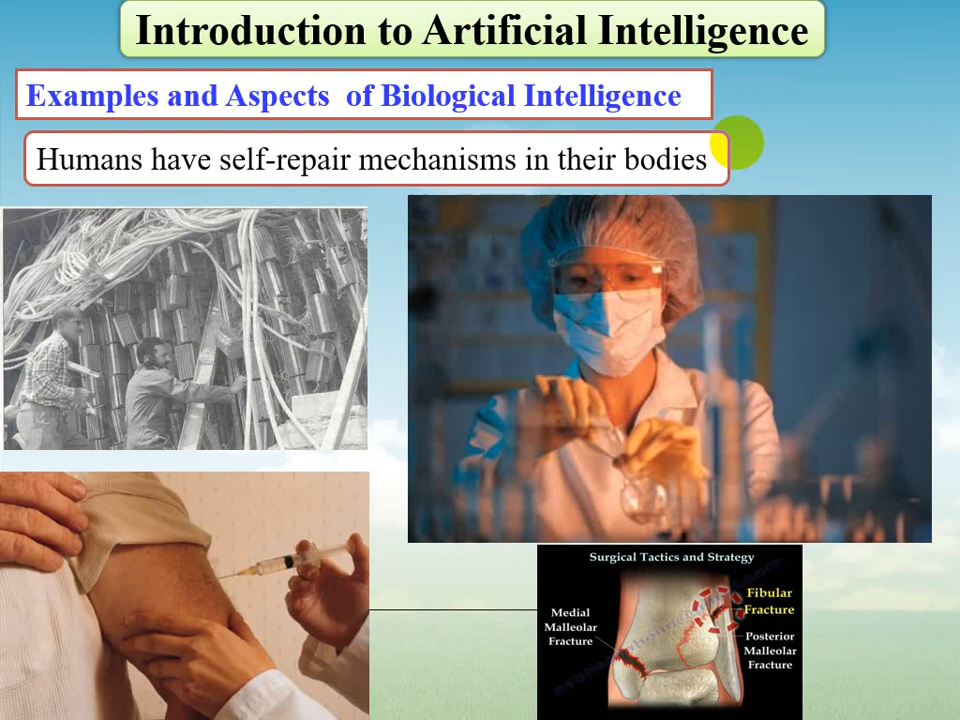 Introduction to Artificial Intelligence
Examples and Aspects of Biological Intelligence
Humans have self-repair mechanisms in their bodies
Surgical Tactics and Strategy
Medial
Malleolar
Fracture
Fibular
Fracture
Posterior
Malleolar
Fracture